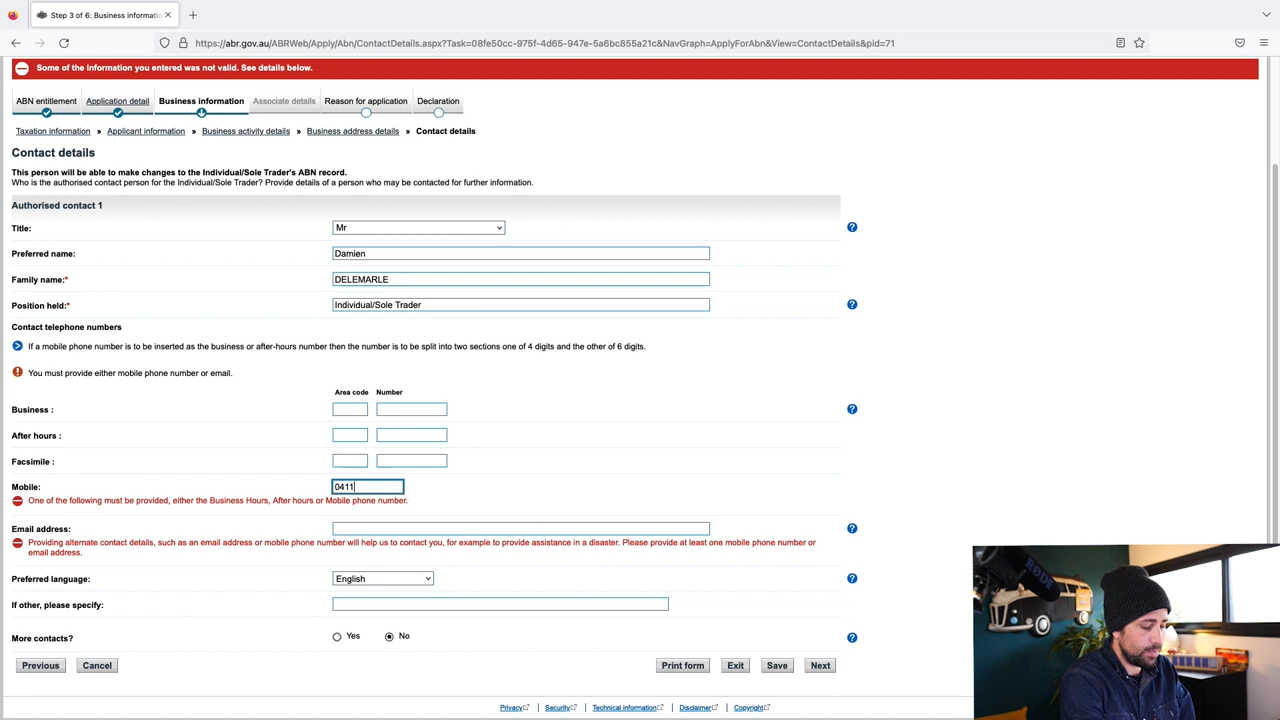 Step 3 of 6: Business informatic
https://abr.gov.au/ABRWeb/Apply/Abn/ContactDetails.aspx?Task=08fe50cc-975f-4d65-947e-5a6bc855a21c&NavGraph=ApplyForAbn&View=ContactDetails&pid=71
Some of the information you entered was not valid. See details below.
ABN entitlement Application detail Business information Associate details Reason for application Declaration
Taxation information » Applicant information » Business activity details » Business address details » Contact details
Contact details
This person will be able to make changes to the Individual/Sole Trader's ABN record.
Who is the authorised contact person for the Individual/Sole Trader? Provide details of a person who may be contacted for further information.
Authorised contact 1
Title: Mr
Preferred name: Damien
Family name:* DELEMARLE
Position held:* Individual/Sole Trader
Contact telephone numbers
If a mobile phone number is to be inserted as the business or after-hours number then the number is to be split into two sections one of 4 digits and the other of 6 digits.
You must provide either mobile phone number or email.
Area code Number
Business :
After hours :
Facsimile :
Mobile: 0411
One of the following must be provided, either the Business Hours, After hours or Mobile phone number.
Email address:
Providing alternate contact details, such as an email address or mobile phone number will help us to contact you, for example to provide assistance in a disaster. Please provide at least one mobile phone number or
email address.
Preferred language: English
If other, please specify:
More contacts? Yes No
Previous Cancel Print form Exit Save Next
Privacy | Security | Technical information | Disclaimer | Copyright
RØDE